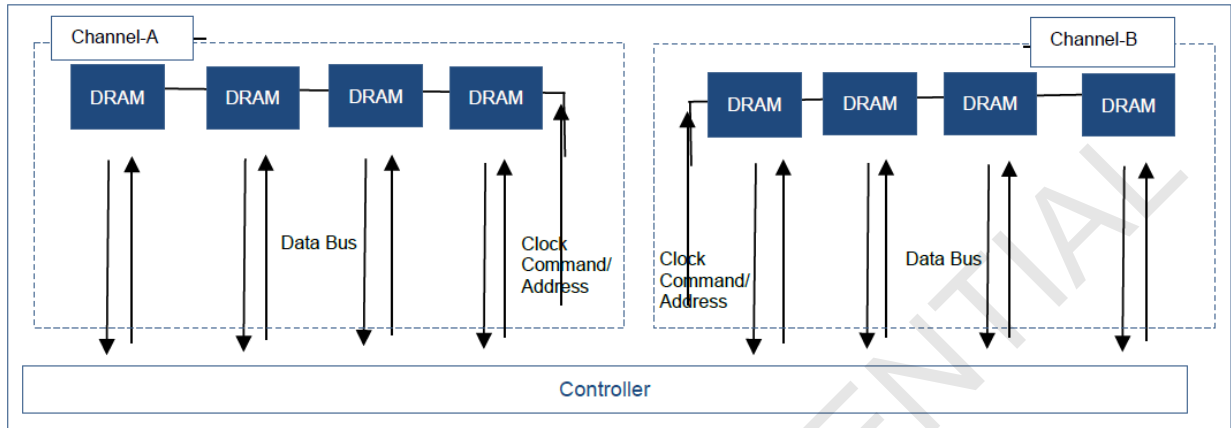 Channel-A
Channel-B
DRAM DRAM DRAM DRAM
DRAM DRAM DRAM DRAM
Data Bus
Clock
Command/
Address
Clock
Command/
Address
Data Bus
Controller
ENTIAL